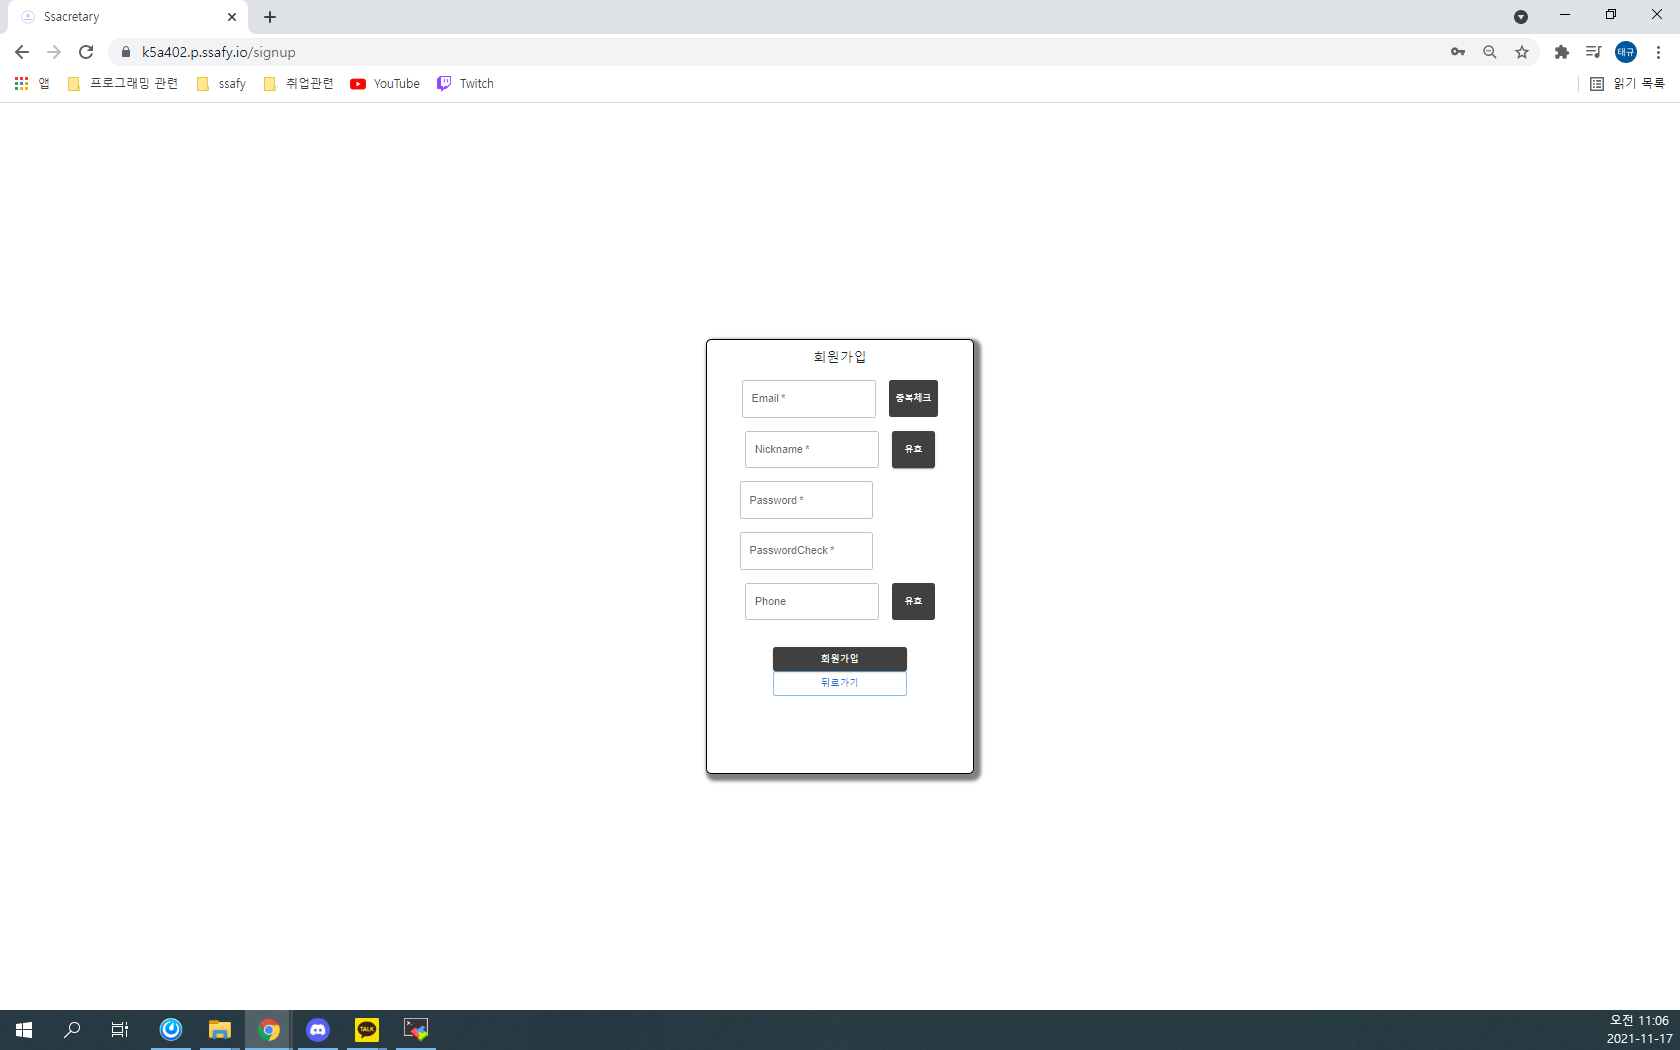 Ssacretary
k5a402.p.ssafy.io/signup
태규
앱 프로그래밍 관련 ssafy 취업관련 YouTube Twitch 읽기 목록
회원가입
Email * 중복체크
Nickname * 유효
Password *
PasswordCheck *
Phone 유효
회원가입
뒤로가기
TALK
오전 11:06
2021-11-17